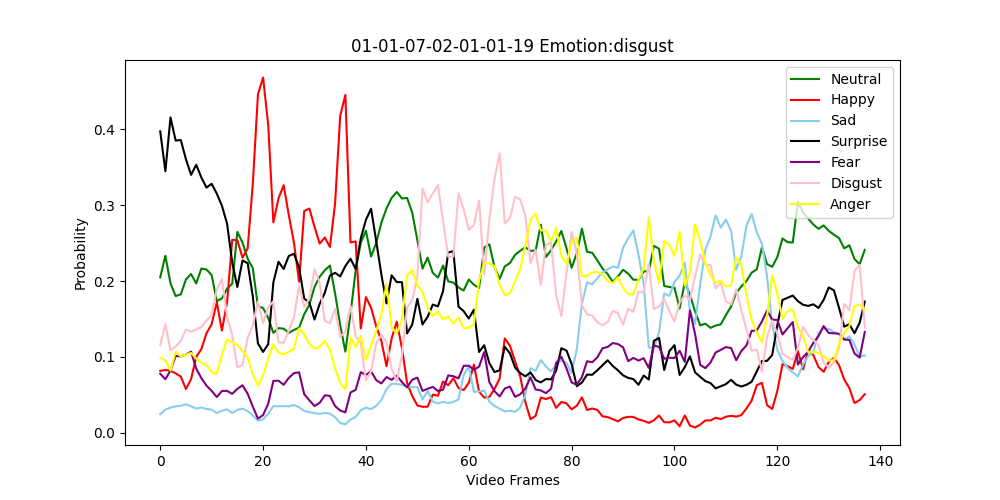 01-01-07-02-01-01-19 Emotion:disgust
Neutral
Happy
Sad
Surprise
Fear
Disgust
Anger
Probability
0.4
0.3
0.2
0.1
0.0
0 20 40 60 80 100 120 140
Video Frames